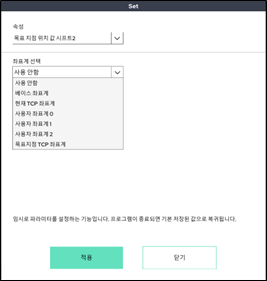 Set
속성
목표 지점 위치 값 시프트2
좌표계 선택
사용 안함
사용 안함
베이스 좌표계
현재 TCP 좌표계
사용자 좌표계 0
사용자 좌표계 1
사용자 좌표계 2
목표지점 TCP 좌표계
임시로 파라미터를 설정하는 기능입니다. 프로그램이 종료되면 기본 저장된 값으로 복귀됩니다.
적용
닫기